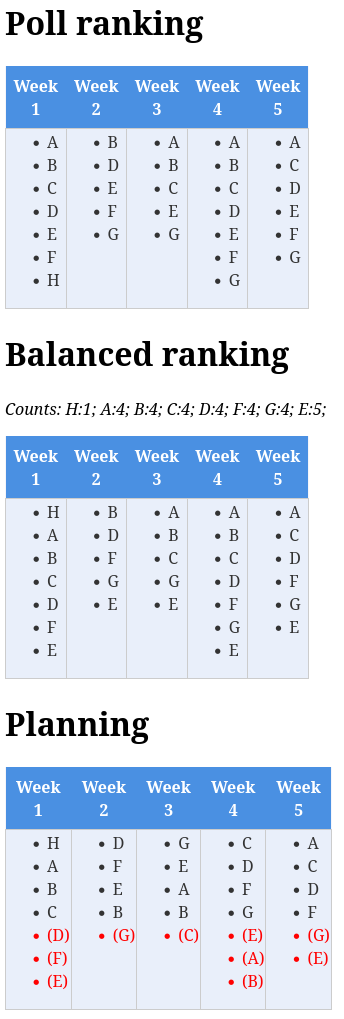 Poll ranking
Week 1 Week 2 Week 3 Week 4 Week 5
• A • B • A • A • A
• B • D • B • B • C
• C • E • C • C • D
• D • F • E • D • E
• E • G • G • E • F
• F • F • G
• H • G
Balanced ranking
Counts: H:1; A:4; B:4; C:4; D:4; F:4; G:4; E:5;
Week 1 Week 2 Week 3 Week 4 Week 5
• H • B • A • A • A
• A • D • B • B • C
• B • F • C • C • D
• C • G • G • D • F
• D • E • E • F • G
• F • G • E
• E • E
Planning
Week 1 Week 2 Week 3 Week 4 Week 5
• H • D • G • C • A
• A • F • E • D • C
• B • E • A • F • D
• C • B • B • G • F
• (D) • (G) • (C) • (E) • (G)
• (F) • (A) • (E)
• (E) • (B)